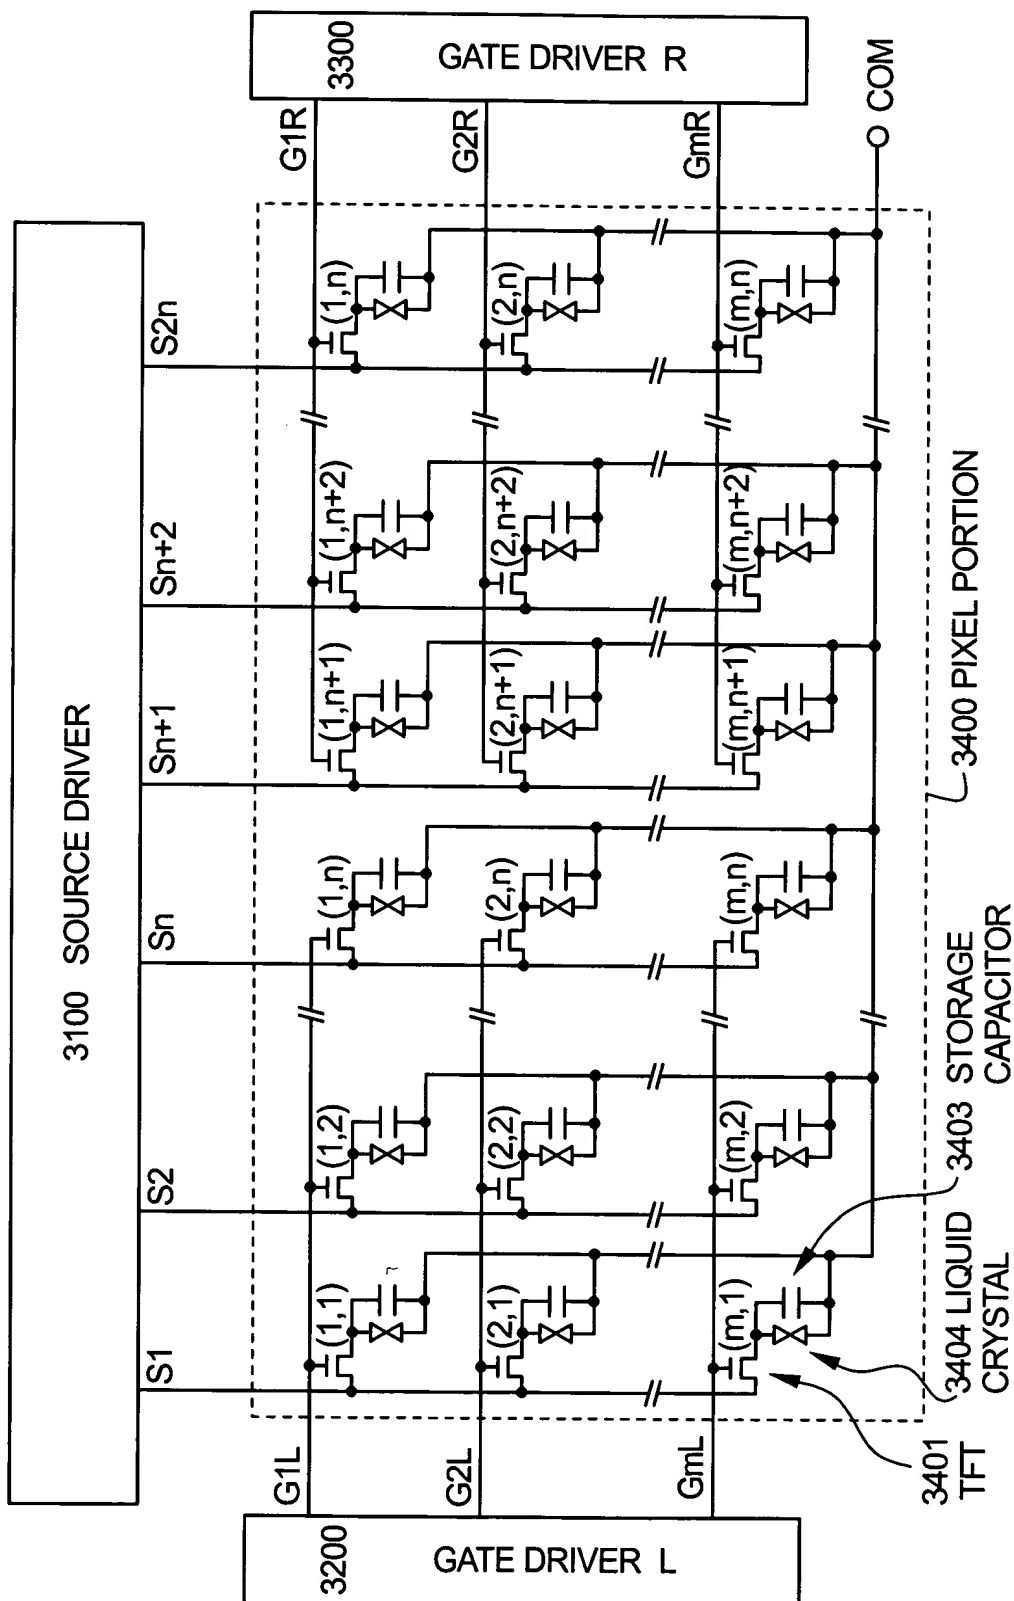 3100 SOURCE DRIVER
S1
S2
Sn
Sn+1
Sn+2
S2n
3200
GATE DRIVER L
3300
GATE DRIVER R
G1L
G1R
(1,1)
(1,2)
(1,n)
(1,n+1)
(1,n+2)
(1,n)
G2L
G2R
(2,1)
(2,2)
(2,n)
(2,n+1)
(2,n+2)
(2,n)
GmL
GmR
(m,1)
(m,2)
(m,n)
(m,n+1)
(m,n+2)
(m,n)
COM
3401
TFT
3404 LIQUID
CRYSTAL
3403 STORAGE
CAPACITOR
3400 PIXEL PORTION